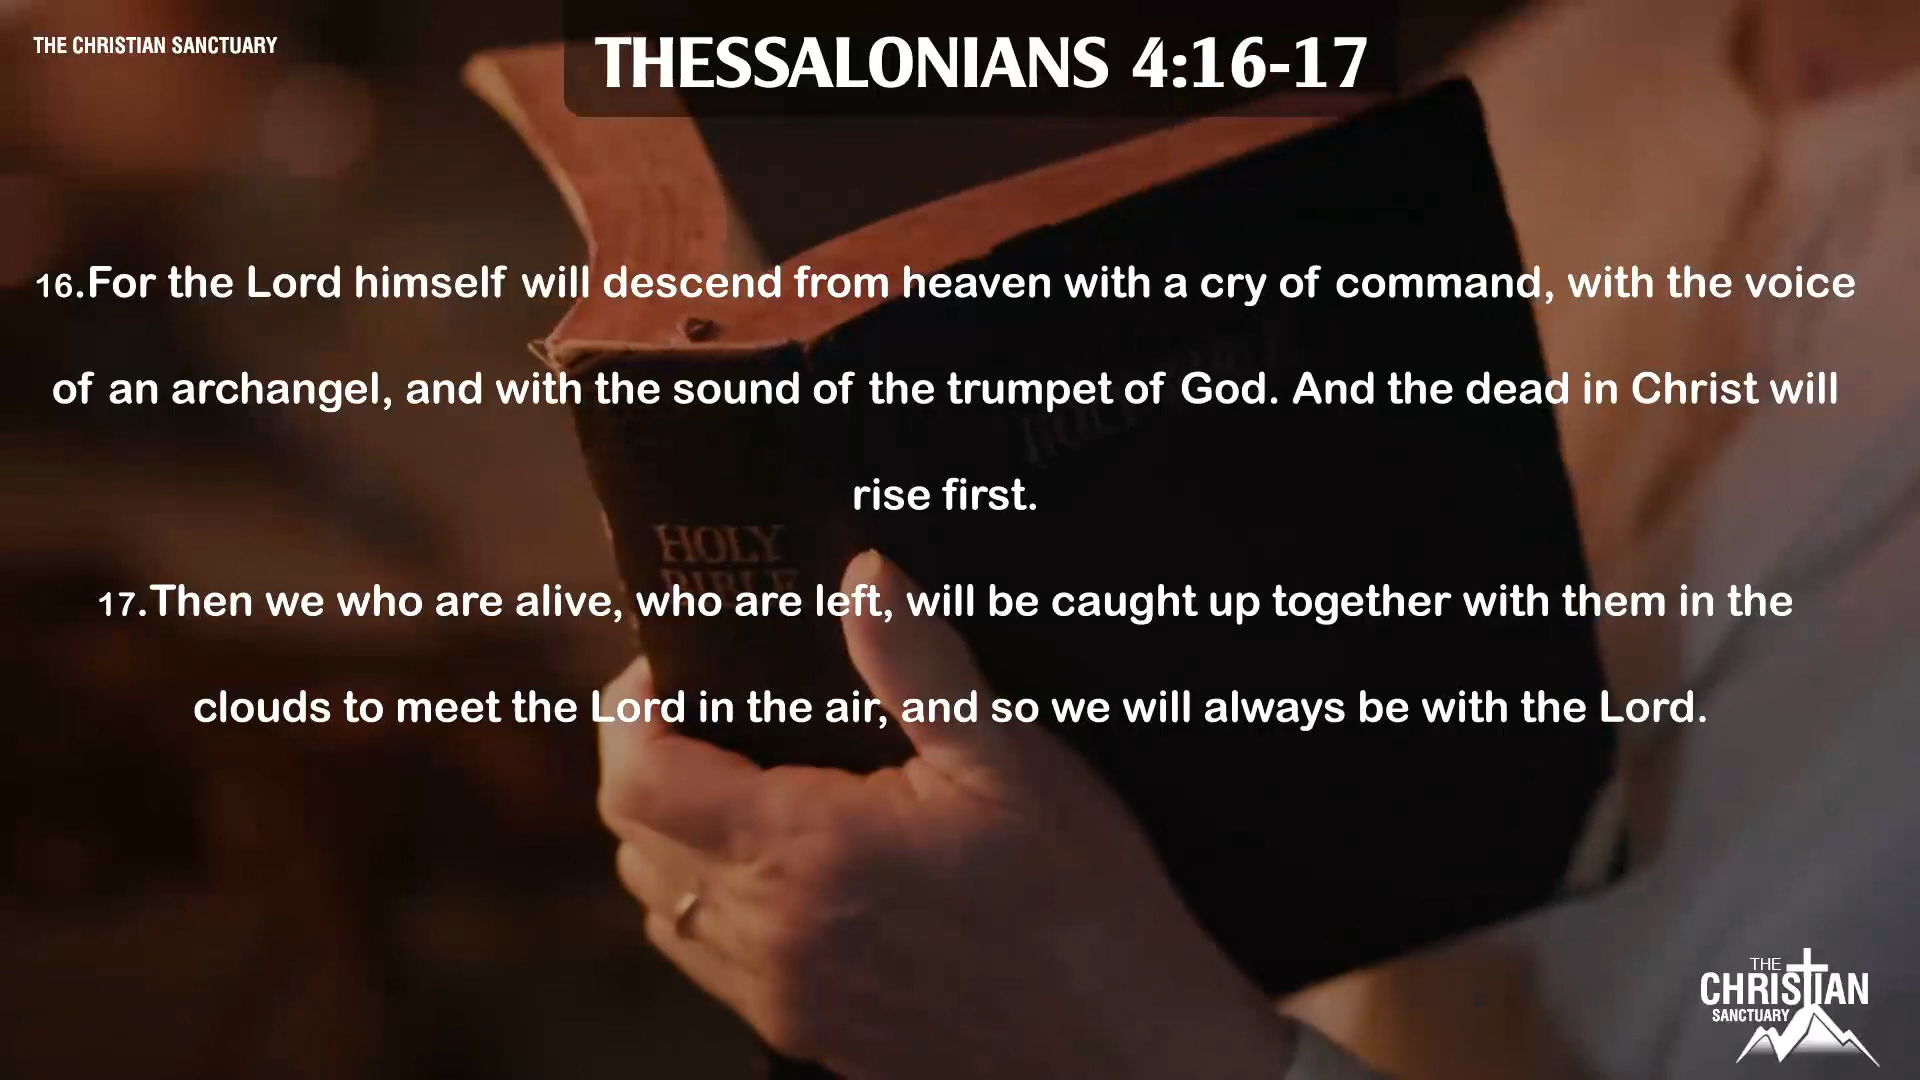 THE CHRISTIAN SANCTUARY
THESSALONIANS 4:16-17
16.For the Lord himself will descend from heaven with a cry of command, with the voice
of an archangel, and with the sound of the trumpet of God. And the dead in Christ will
rise first.
HOLY
BIBLE
17.Then we who are alive, who are left, will be caught up together with them in the
clouds to meet the Lord in the air, and so we will always be with the Lord.
THE
CHRISTIAN
SANCTUARY